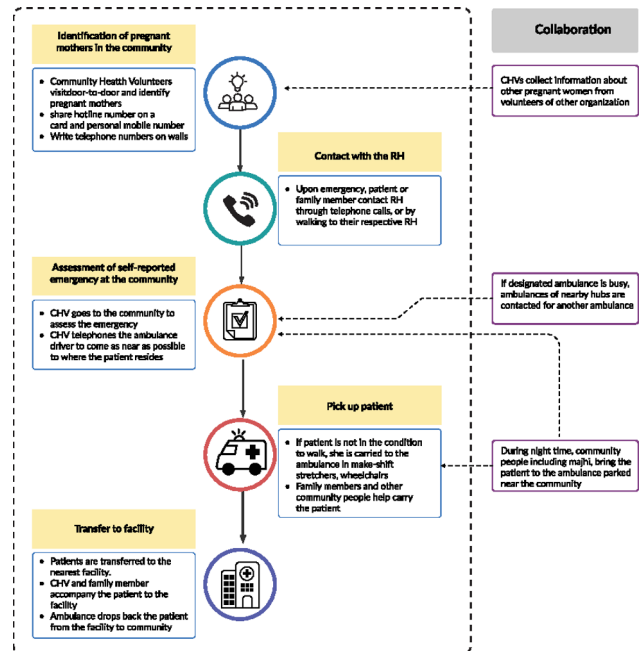 Identification of pregnant
mothers in the community
• Community Health Volunteers
visitdoor-to-door and identify
pregnant mothers
• share hotline number on a
card and personal mobile number
• Write telephone numbers on walls
Collaboration
CHVs collect information about
other pregnant women from
volunteers of other organization
Contact with the RH
• Upon emergency, patient or
family member contact RH
through telephone calls, or by
walking to their respective RH
Assessment of self-reported
emergency at the community
• CHV goes to the community to
assess the emergency
• CHV telephones the ambulance
driver to come as near as possible
to where the patient resides
If designated ambulance is busy,
ambulances of nearby hubs are
contacted for another ambulance
Pick up patient
• If patient is not in the condition
to walk, she is carried to the
ambulance in make-shift
stretchers, wheelchairs
• Family members and other
community people help carry
the patient
During night time, community
people including majhi, bring the
patient to the ambulance parked
near the community
Transfer to facility
• Patients are transferred to the
nearest facility.
• CHV and family member
accompany the patient to the
facility
• Ambulance drops back the patient
from the facility to community